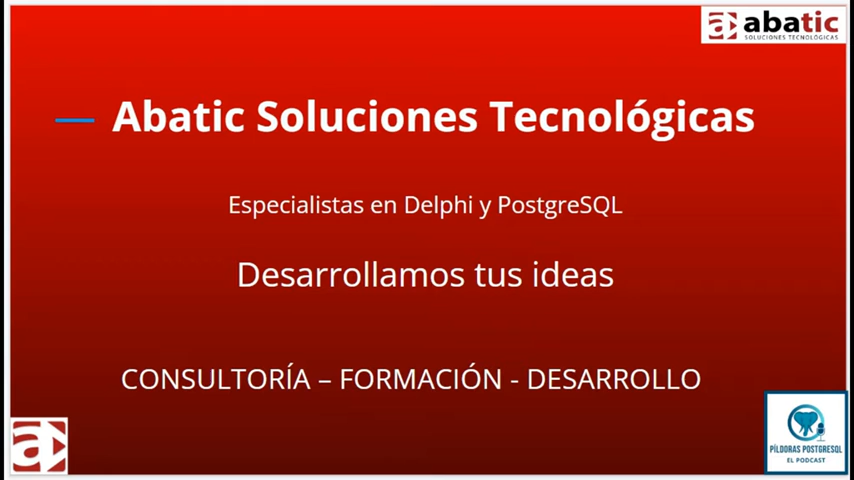 abatic
SOLUCIONES TECNOLÓGICAS
Abatic Soluciones Tecnológicas
Especialistas en Delphi y PostgreSQL
Desarrollamos tus ideas
CONSULTORÍA – FORMACIÓN - DESARROLLO
PÍLDORAS POSTGRESQL
EL PODCAST